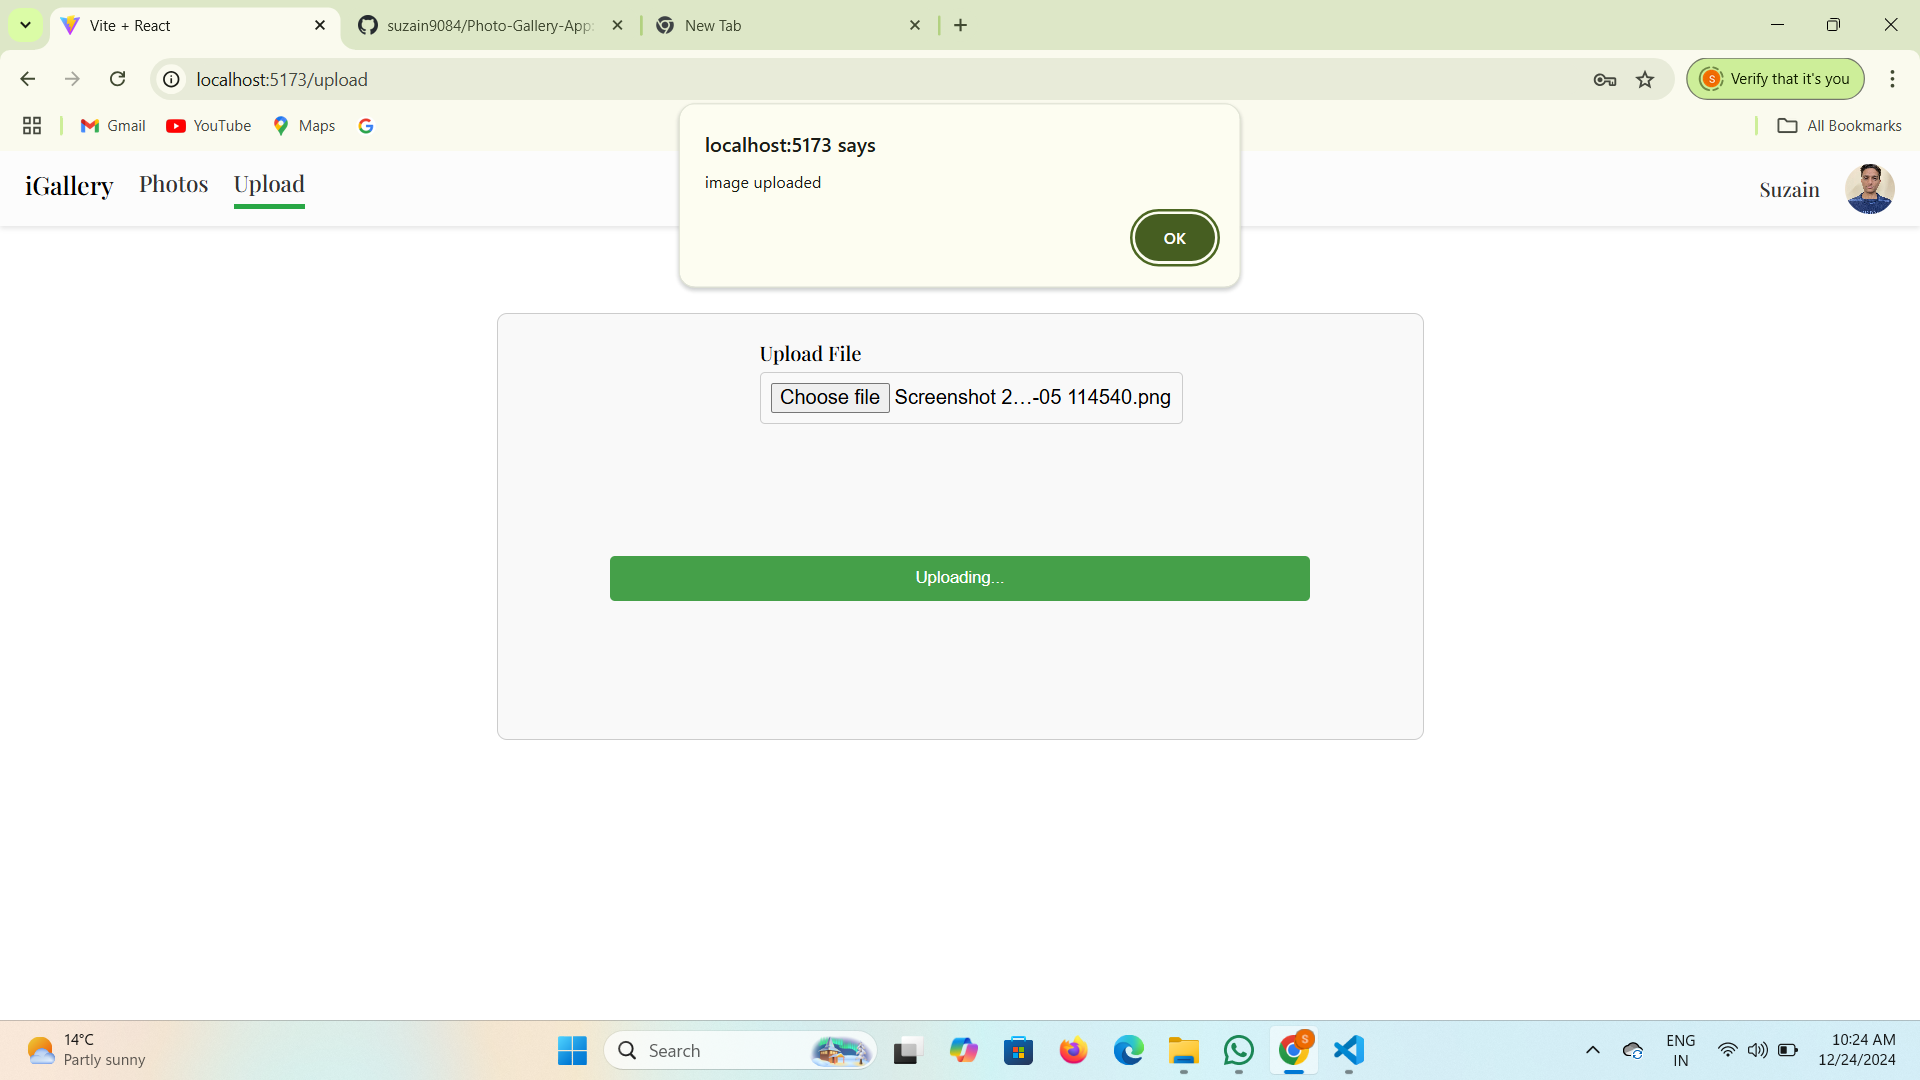 Vite + React
suzain9084/Photo-Gallery-App:
New Tab
localhost:5173/upload
S
Verify that it's you
Gmail
YouTube
Maps
All Bookmarks
localhost:5173 says
image uploaded
OK
iGallery
Photos
Upload
Suzain
Upload File
Choose file
Screenshot 2...-05 114540.png
Uploading...
14°C
Partly sunny
Search
S
ENG
IN
10:24 AM
12/24/2024